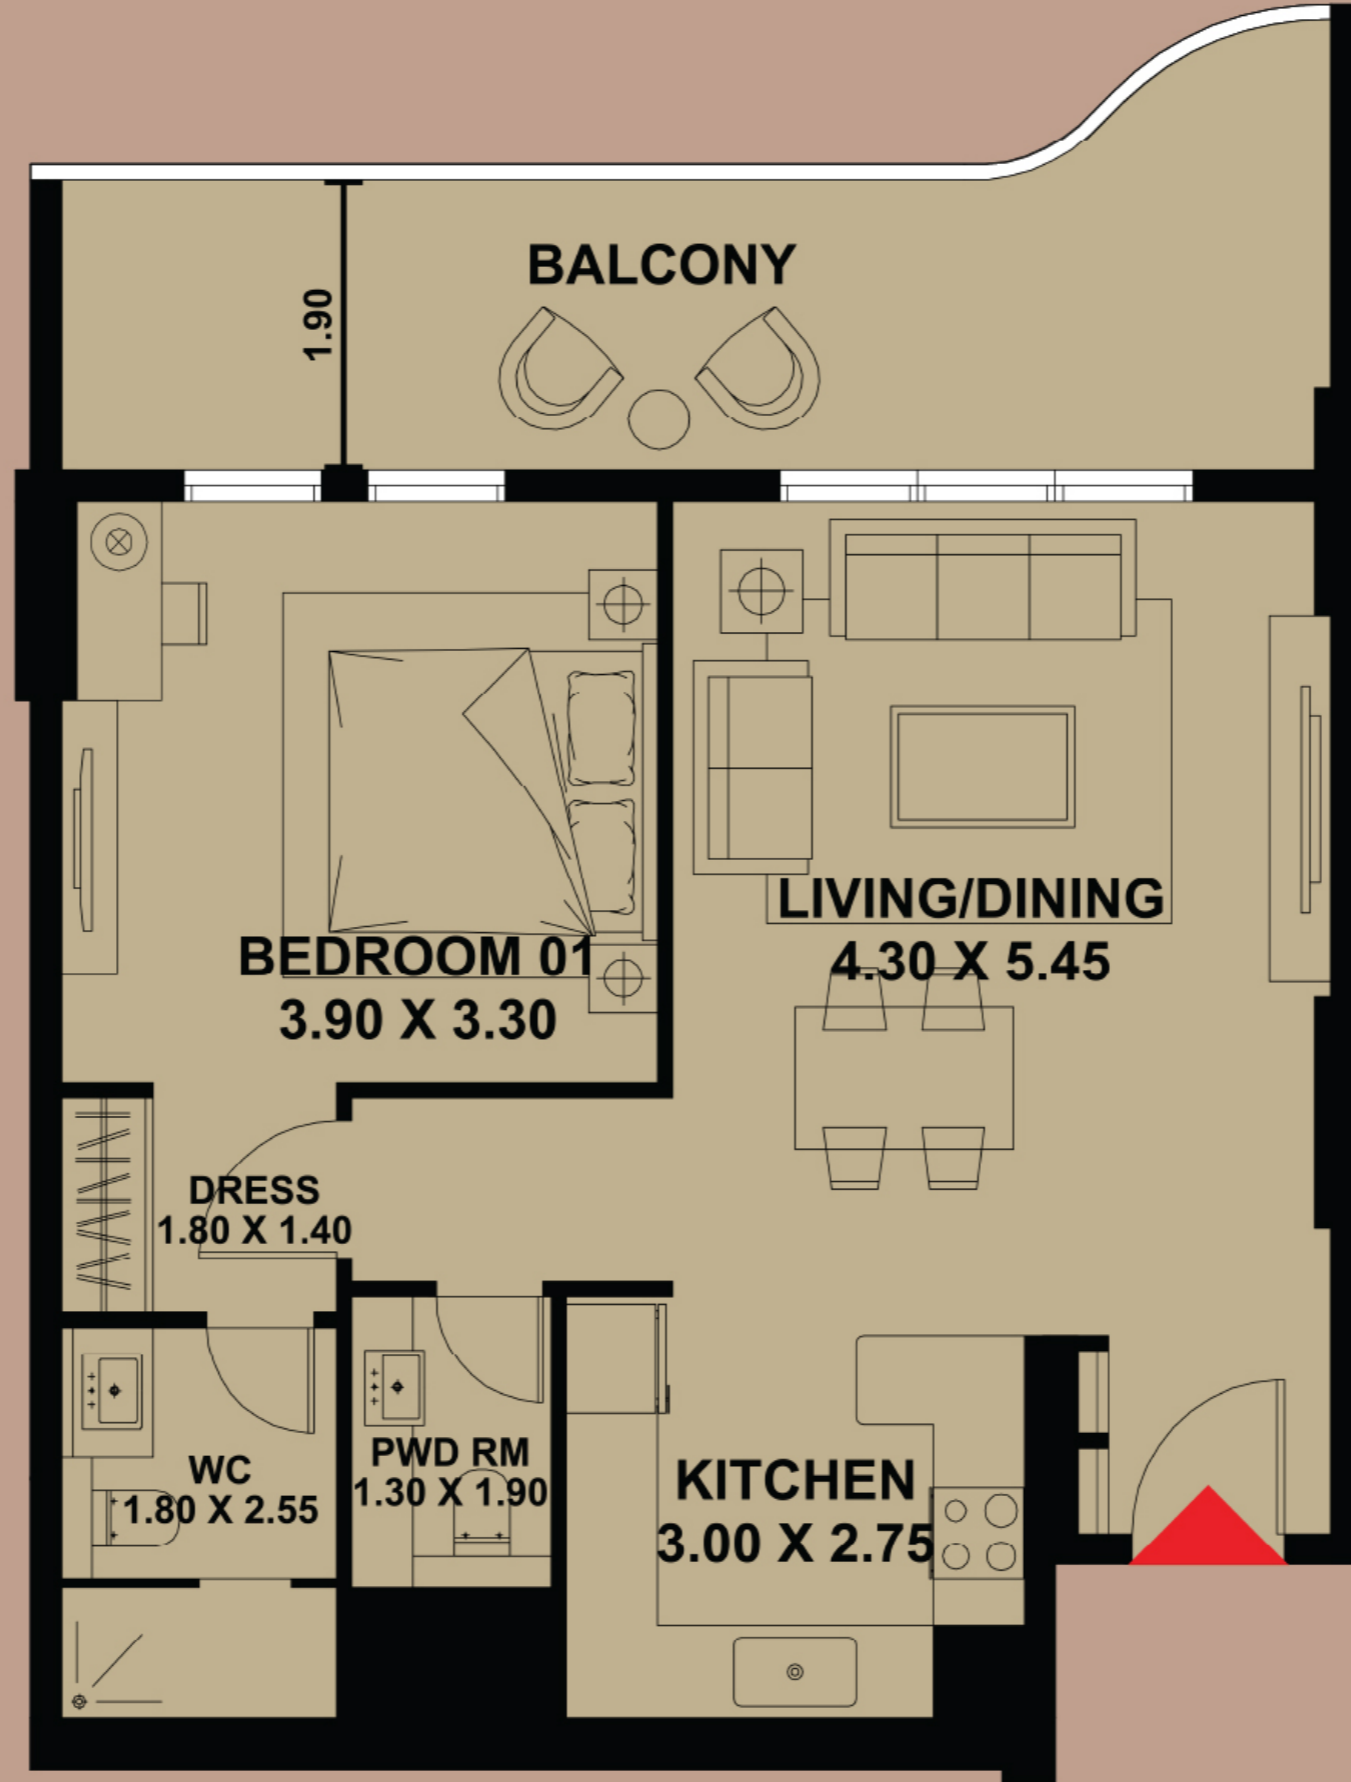 BALCONY
1.90
LIVING/DINING
4.30 X 5.45
BEDROOM 01
3.90 X 3.30
DRESS
1.80 X 1.40
WC
1.80 X 2.55
PWD RM
1.30 X 1.90
KITCHEN
3.00 X 2.75